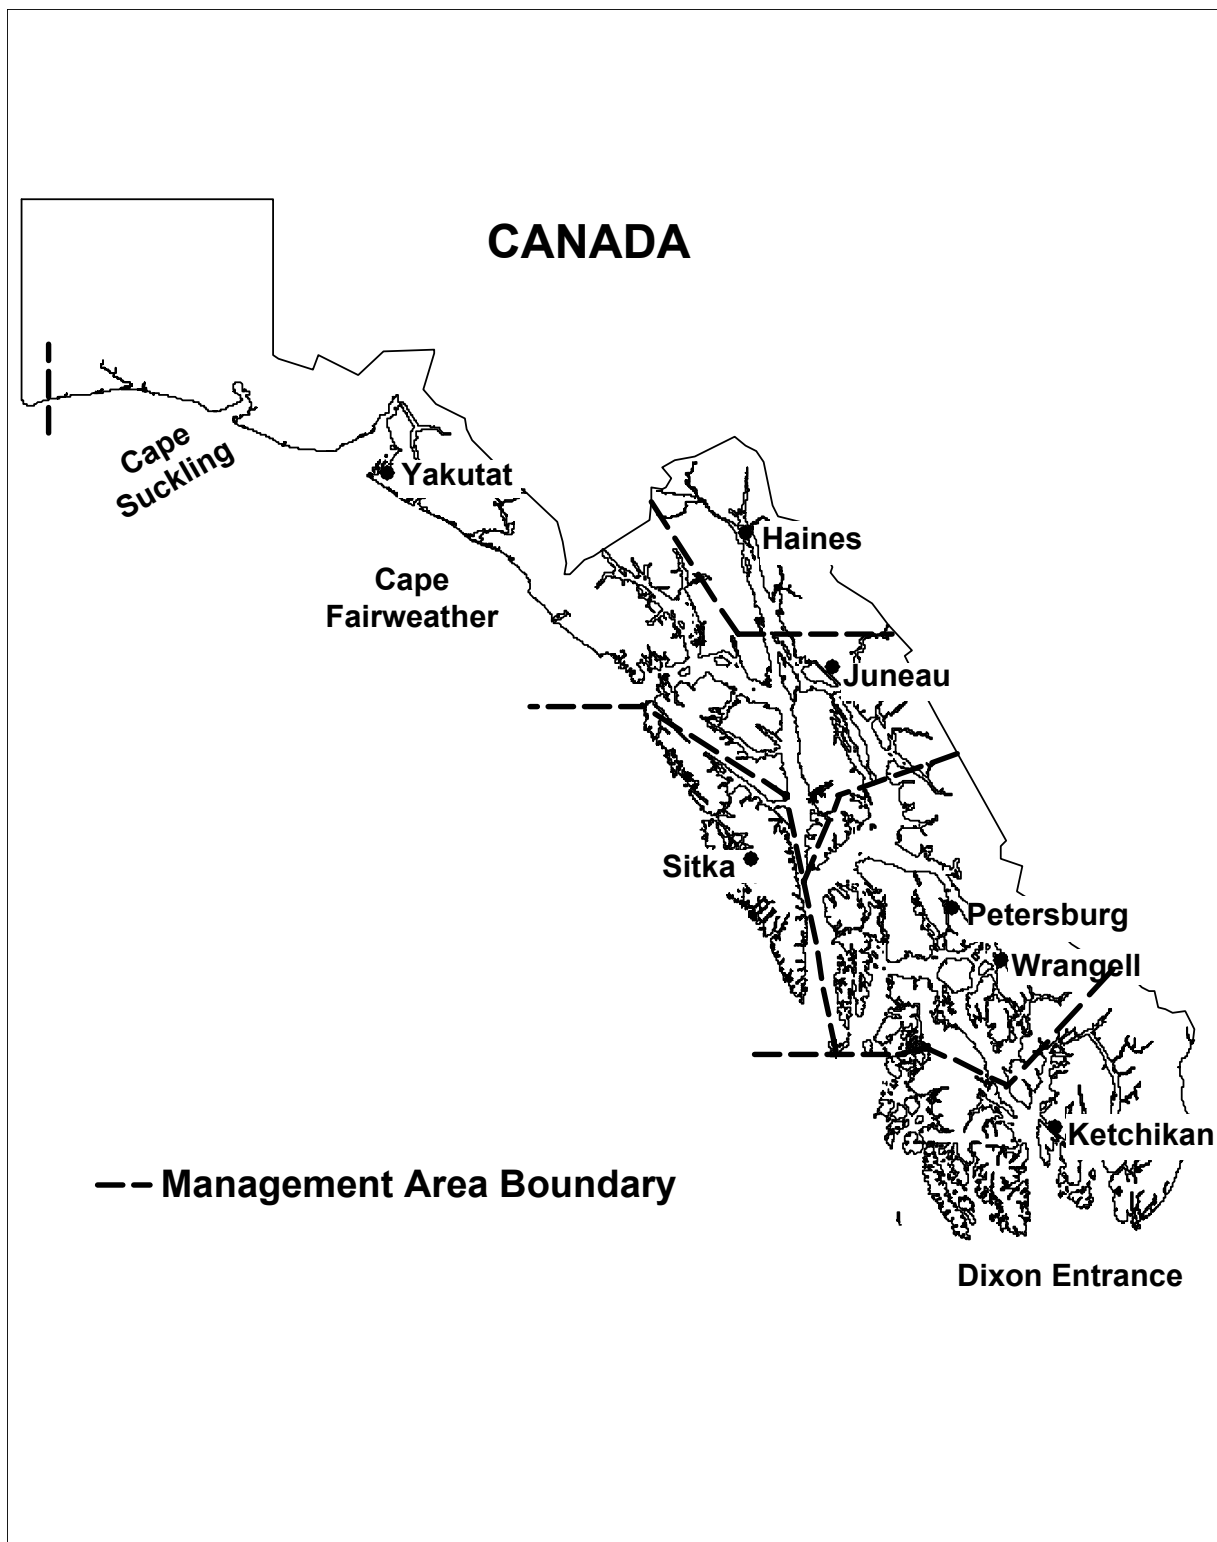 CANADA
Cape
Suckling
Yakutat
Haines
Cape
Fairweather
Juneau
Sitka
Petersburg
Wrangell
Ketchikan
Management Area Boundary
Dixon Entrance